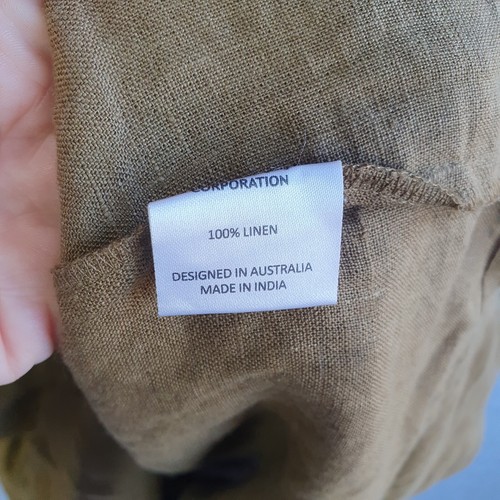 CORPORATION
100% LINEN
DESIGNED IN AUSTRALIA
MADE IN INDIA